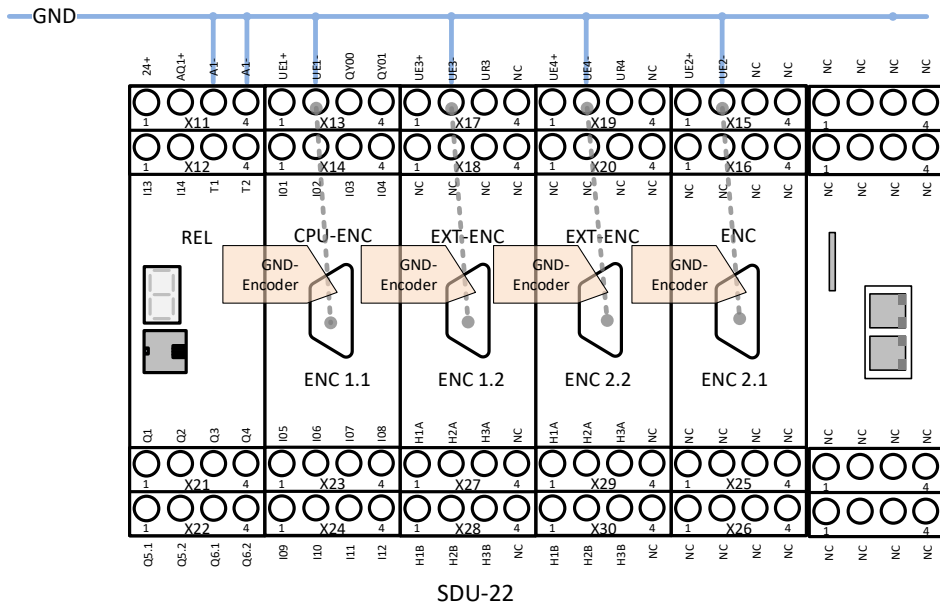 GND
24+ AQ1+ A1- A1- UE1+ UE1- QY00 QY01 UE3+ UE3- UR3 NC UE4+ UE4- UR4 NC UE2+ UE2- NC NC NC NC NC NC
1 X11 4 1 X13 4 1 X17 4 1 X19 4 1 X15 4 1 4
1 X12 4 1 X14 4 1 X18 4 1 X20 4 1 X16 4 1 4
I13 I14 T1 T2 I01 I02 I03 I04 NC NC NC NC NC NC NC NC NC NC NC NC NC NC NC NC
REL CPU-ENC EXT-ENC EXT-ENC ENC
GND- GND- GND- GND-
Encoder Encoder Encoder Encoder
ENC 1.1 ENC 1.2 ENC 2.2 ENC 2.1
Q1 Q2 Q3 Q4 I05 I06 I07 I08 H1A H2A H3A NC H1A H2A H3A NC NC NC NC NC NC NC NC NC
1 X21 4 1 X23 4 1 X27 4 1 X29 4 1 X25 4 1 4
1 X22 4 1 X24 4 1 X28 4 1 X30 4 1 X26 4 1 4
Q5.1 Q5.2 Q6.1 Q6.2 I09 I10 I11 I12 H1B H2B H3B NC H1B H2B H3B NC NC NC NC NC NC NC NC NC
SDU-22